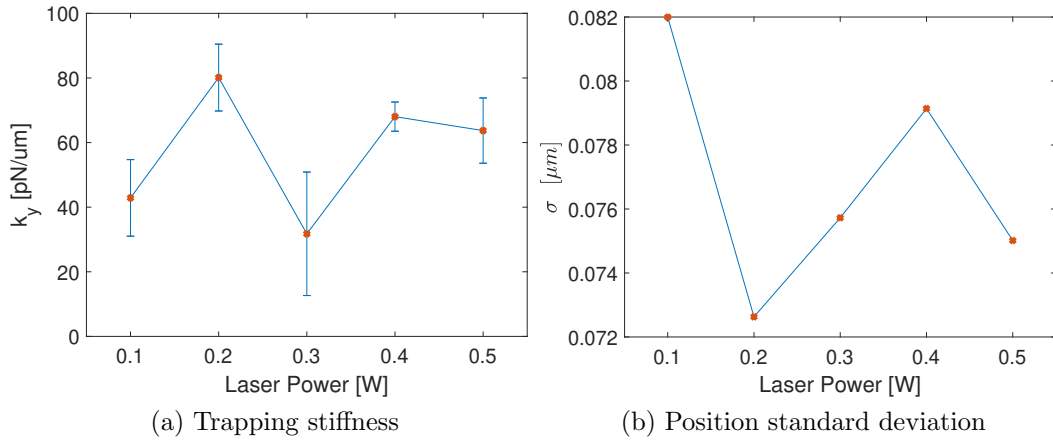 100
80
60
40
20
0
k_y [pN/um]
0.1 0.2 0.3 0.4 0.5
Laser Power [W]
(a) Trapping stiffness
0.082
0.08
0.078
0.076
0.074
0.072
σ [μm]
0.1 0.2 0.3 0.4 0.5
Laser Power [W]
(b) Position standard deviation